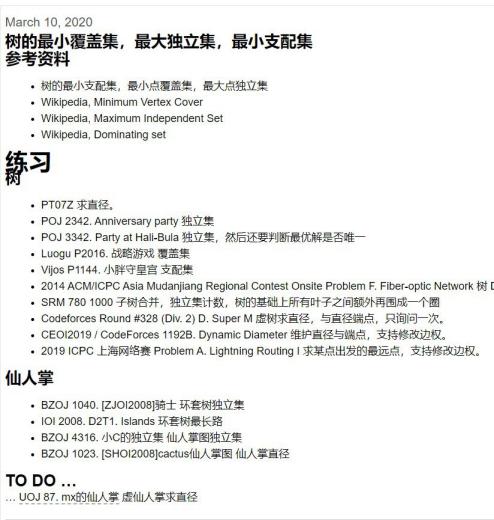 March 10, 2020
树的最小覆盖集，最大独立集，最小支配集
参考资料
• 树的最小支配集，最小点覆盖集，最大点独立集
• Wikipedia, Minimum Vertex Cover
• Wikipedia, Maximum Independent Set
• Wikipedia, Dominating set
练习
树
• PT07Z 求直径。
• POJ 2342. Anniversary party 独立集
• POJ 3342. Party at Hali-Bula 独立集，然后还要判断最优解是否唯一
• Luogu P2016. 战略游戏 覆盖集
• Vijos P1144. 小胖守皇宫 支配集
• 2014 ACM/ICPC Asia Mudanjiang Regional Contest Onsite Problem F. Fiber-optic Network 树 D
• SRM 780 1000 子树合并，独立集计数，树的基础上所有叶子之间额外再围成一个圈
• Codeforces Round #328 (Div. 2) D. Super M 虚树求直径，与直径端点，只询问一次。
• CEOI2019 / CodeForces 1192B. Dynamic Diameter 维护直径与端点，支持修改边权。
• 2019 ICPC 上海网络赛 Problem A. Lightning Routing I 求某点出发的最远点，支持修改边权。
仙人掌
• BZOJ 1040. [ZJOI2008]骑士 环套树独立集
• IOI 2008. D2T1. Islands 环套树最长路
• BZOJ 4316. 小C的独立集 仙人掌图独立集
• BZOJ 1023. [SHOI2008]cactus仙人掌图 仙人掌直径
TO DO ...
... UOJ 87. mx的仙人掌 虚仙人掌求直径